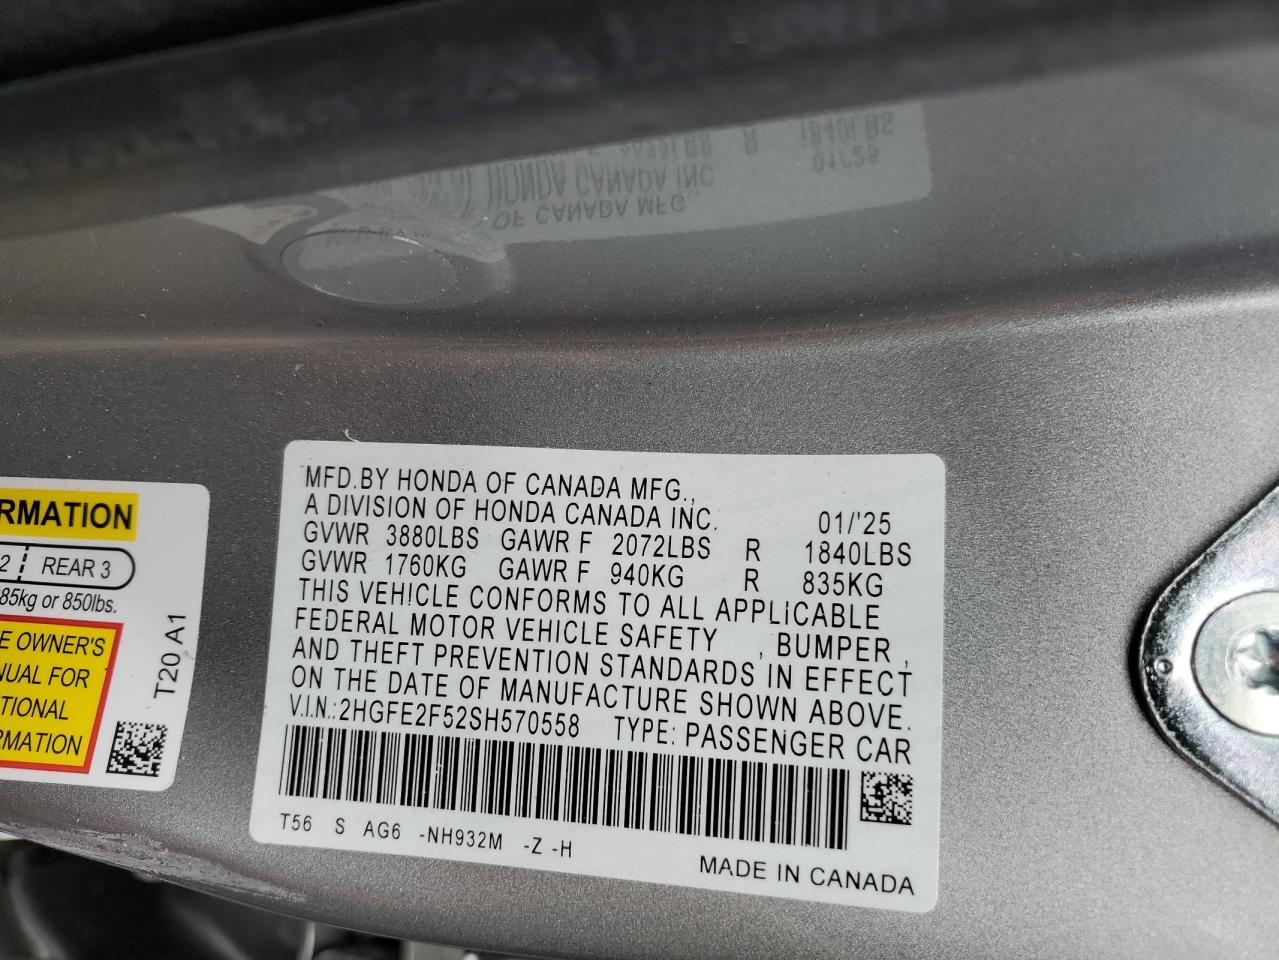 RMATION
2 REAR 3
85kg or 850lbs.
E OWNER'S
NUAL FOR
TIONAL
RMATION
T20 A1
MFD.BY HONDA OF CANADA MFG.,
A DIVISION OF HONDA CANADA INC. 01/'25
GVWR 3880LBS GAWR F 2072LBS R 1840LBS
GVWR 1760KG GAWR F 940KG R 835KG
THIS VEHICLE CONFORMS TO ALL APPLICABLE
FEDERAL MOTOR VEHICLE SAFETY , BUMPER ,
AND THEFT PREVENTION STANDARDS IN EFFECT
ON THE DATE OF MANUFACTURE SHOWN ABOVE.
V.I.N.:2HGFE2F52SH570558 TYPE: PASSENGER CAR
T56 S AG6 -NH932M -Z -H
MADE IN CANADA